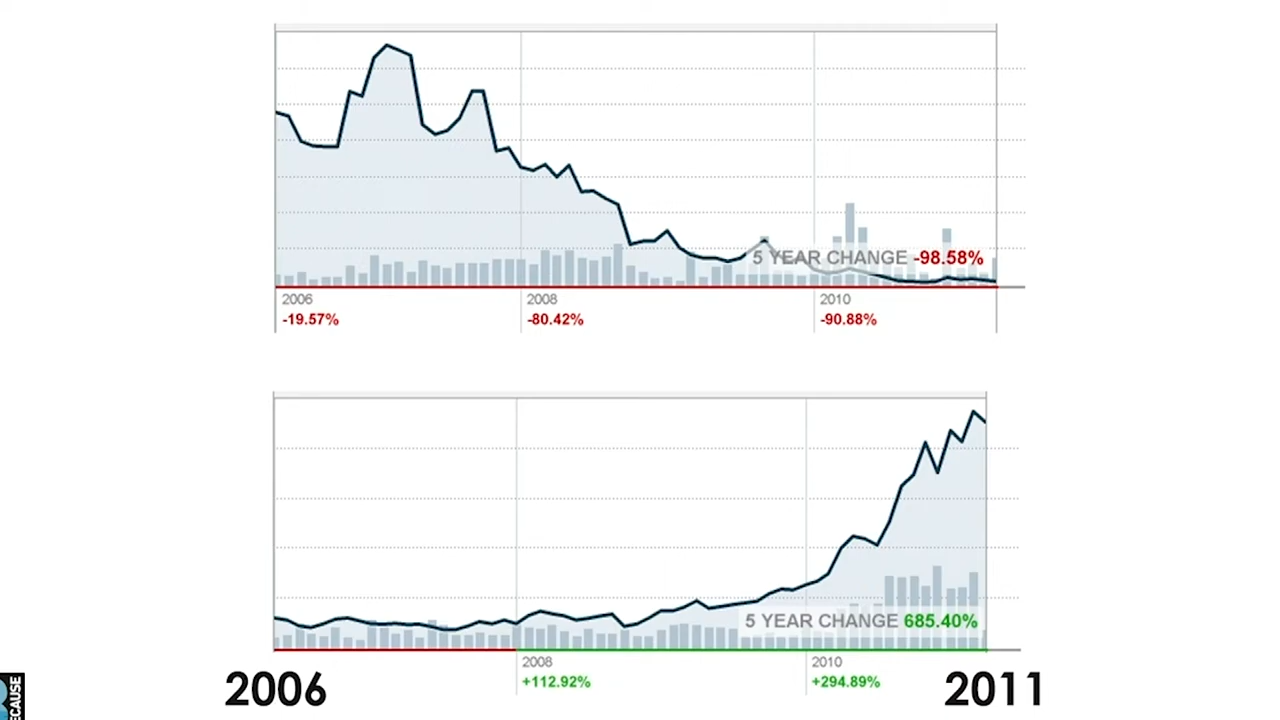 5 YEAR CHANGE -98.58%
2006 2008 2010
-19.57% -80.42% -90.88%
5 YEAR CHANGE 685.40%
2008 2010
+112.92% +294.89%
2006 2011
ECAUSE